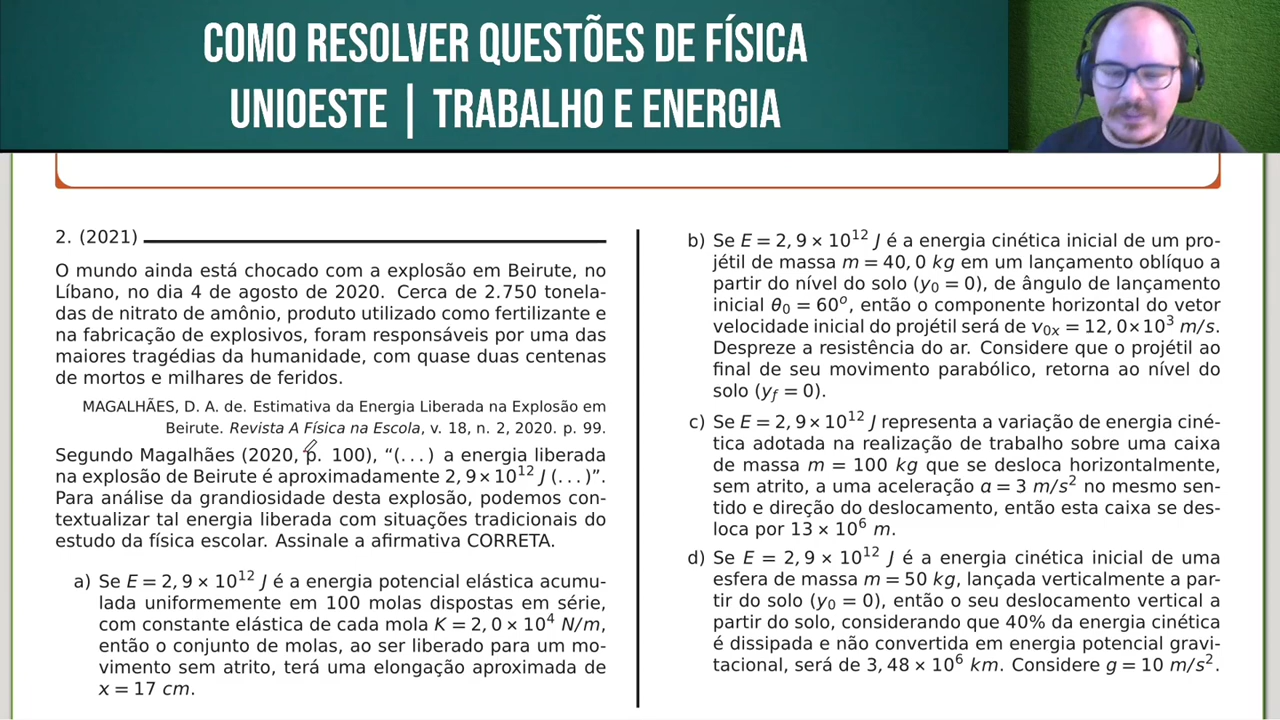 COMO RESOLVER QUESTÕES DE FÍSICA
UNIOESTE | TRABALHO E ENERGIA
2. (2021)
O mundo ainda está chocado com a explosão em Beirute, no
Líbano, no dia 4 de agosto de 2020. Cerca de 2.750 tonela-
das de nitrato de amônio, produto utilizado como fertilizante e
na fabricação de explosivos, foram responsáveis por uma das
maiores tragédias da humanidade, com quase duas centenas
de mortos e milhares de feridos.
MAGALHÃES, D. A. de. Estimativa da Energia Liberada na Explosão em
Beirute. Revista A Física na Escola, v. 18, n. 2, 2020. p. 99.
Segundo Magalhães (2020, p. 100), “(...) a energia liberada
na explosão de Beirute é aproximadamente 2, 9 × 10¹² J (...)”.
Para análise da grandiosidade desta explosão, podemos con-
textualizar tal energia liberada com situações tradicionais do
estudo da física escolar. Assinale a afirmativa CORRETA.
a) Se E = 2, 9 × 10¹² J é a energia potencial elástica acumu-
lada uniformemente em 100 molas dispostas em série,
com constante elástica de cada mola K = 2, 0 × 10⁴ N/m,
então o conjunto de molas, ao ser liberado para um mo-
vimento sem atrito, terá uma elongação aproximada de
x = 17 cm.
b) Se E = 2, 9 × 10¹² J é a energia cinética inicial de um pro-
jétil de massa m = 40, 0 kg em um lançamento oblíquo a
partir do nível do solo (y₀ = 0), de ângulo de lançamento
inicial θ₀ = 60º, então o componente horizontal do vetor
velocidade inicial do projétil será de v₀ₓ = 12, 0×10³ m/s.
Despreze a resistência do ar. Considere que o projétil ao
final de seu movimento parabólico, retorna ao nível do
solo (y_f = 0).
c) Se E = 2, 9×10¹² J representa a variação de energia ciné-
tica adotada na realização de trabalho sobre uma caixa
de massa m = 100 kg que se desloca horizontalmente,
sem atrito, a uma aceleração a = 3 m/s² no mesmo sen-
tido e direção do deslocamento, então esta caixa se des-
loca por 13 × 10⁶ m.
d) Se E = 2, 9 × 10¹² J é a energia cinética inicial de uma
esfera de massa m = 50 kg, lançada verticalmente a par-
tir do solo (y₀ = 0), então o seu deslocamento vertical a
partir do solo, considerando que 40% da energia cinética
é dissipada e não convertida em energia potencial gravi-
tacional, será de 3, 48 × 10⁶ km. Considere g = 10 m/s².